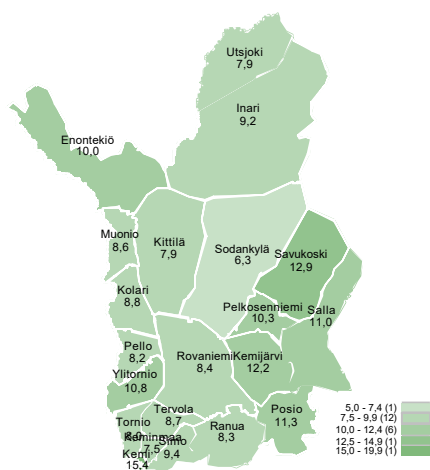 Utsjoki
7,9
Inari
9,2
Enontekiö
10,0
Muonio
8,6
Kittilä
7,9
Sodankylä
6,3
Savukoski
12,9
Kolari
8,8
Pelkosenniemi
10,3
Salla
11,0
Pello
8,2
Rovaniemi
8,4
Kemijärvi
12,2
Ylitornio
10,8
Tervola
8,7
Posio
11,3
Tornio
8,0
Keminmaa
7,5
Simo
9,4
Ranua
8,3
Kemi
15,4
5,0 - 7,4 (1)
7,5 - 9,9 (12)
10,0 - 12,4 (6)
12,5 - 14,9 (1)
15,0 - 19,9 (1)